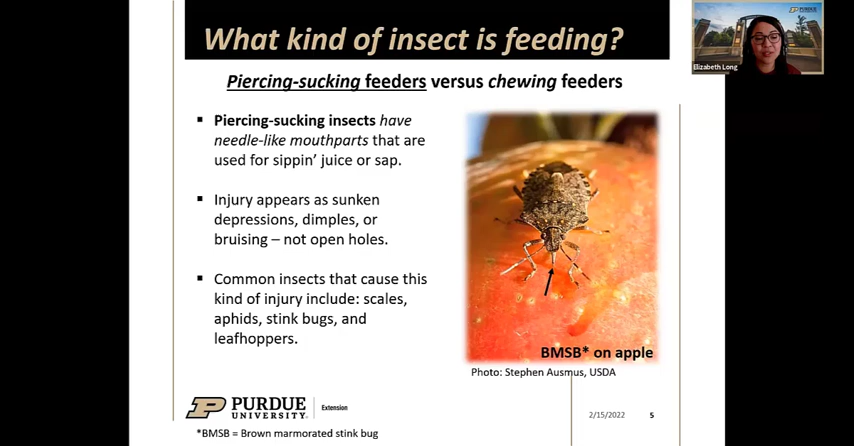 What kind of insect is feeding?
Piercing-sucking feeders versus chewing feeders
▪ Piercing-sucking insects have
needle-like mouthparts that are
used for sippin’ juice or sap.
▪ Injury appears as sunken
depressions, dimples, or
bruising – not open holes.
▪ Common insects that cause this
kind of injury include: scales,
aphids, stink bugs, and
leafhoppers.
BMSB* on apple
Photo: Stephen Ausmus, USDA
P PURDUE
UNIVERSITY
Extension
*BMSB = Brown marmorated stink bug
2/15/2022
5
PURDUE
Elizabeth Long